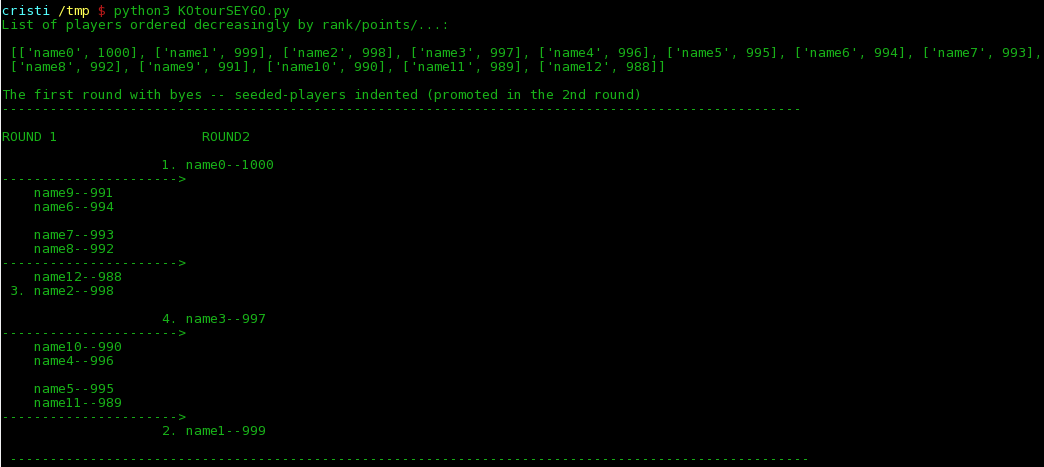 cristi /tmp $ python3 KOtourSEYGO.py
List of players ordered decreasingly by rank/points/...:
[['name0', 1000], ['name1', 999], ['name2', 998], ['name3', 997], ['name4', 996], ['name5', 995], ['name6', 994], ['name7', 993],
['name8', 992], ['name9', 991], ['name10', 990], ['name11', 989], ['name12', 988]]
The first round with byes -- seeded-players indented (promoted in the 2nd round)
----------------------------------------------------------------------------------------------------
ROUND 1                  ROUND2
1. name0--1000
---------------------->
name9--991
name6--994
name7--993
name8--992
---------------------->
name12--988
3. name2--998
4. name3--997
---------------------->
name10--990
name4--996
name5--995
name11--989
---------------------->
2. name1--999
----------------------------------------------------------------------------------------------------